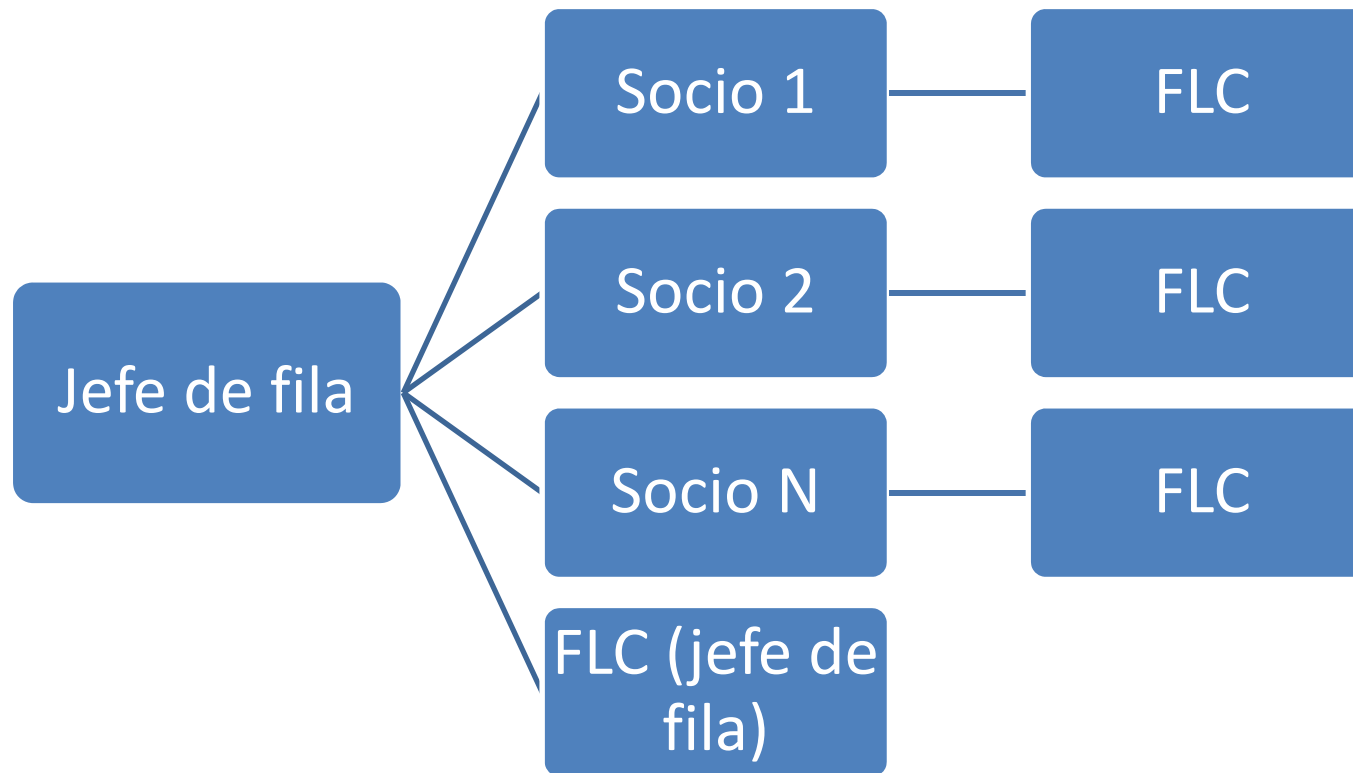 Jefe de fila
Socio 1
FLC
Socio 2
FLC
Socio N
FLC
FLC (jefe de
fila)